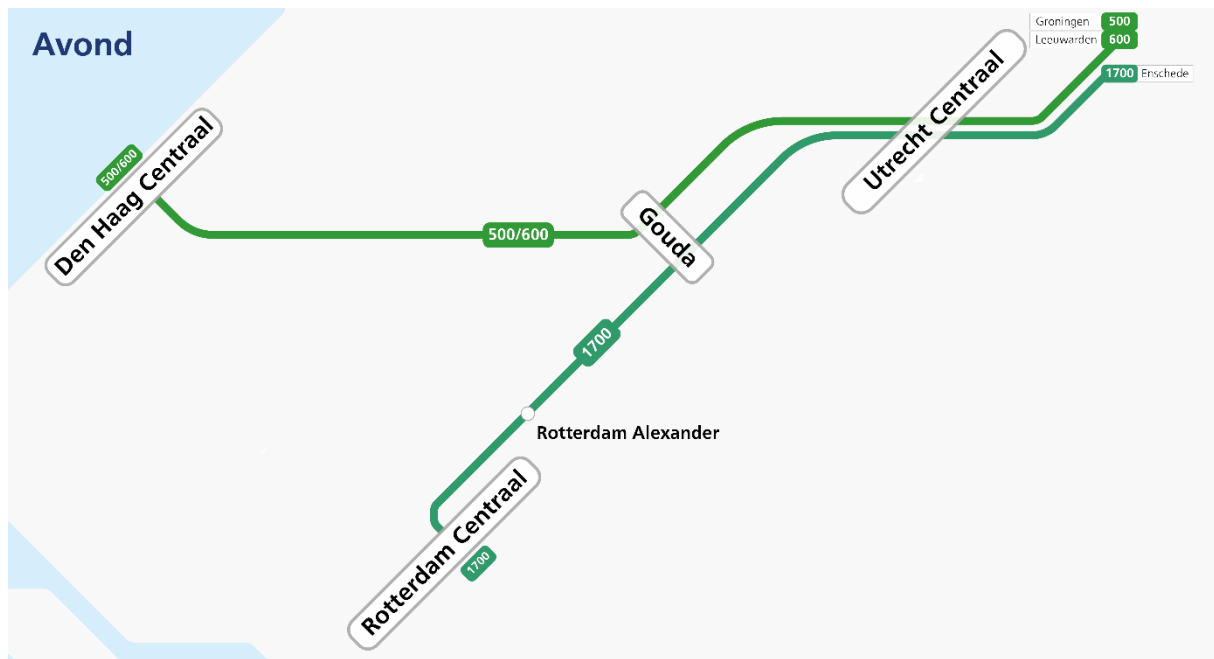 Avond
Groningen 500
Leeuwarden 600
1700 Enschede
Utrecht Centraal
500/600
Den Haag Centraal
500/600
Gouda
1700
Rotterdam Alexander
Rotterdam Centraal
1700